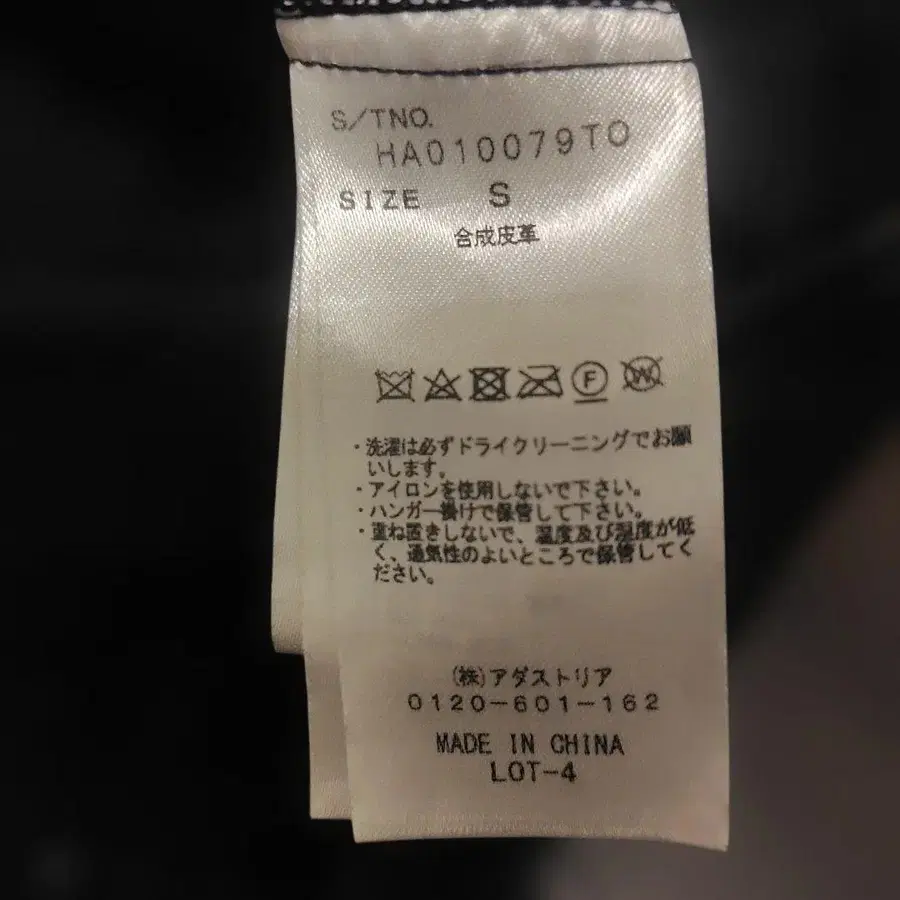 S/TNO.
HA010079TO
SIZE S
合成皮革
F W
・洗濯は必ずドライクリーニングでお願
いします。
・アイロンを使用しないで下さい。
・ハンガー掛けで保管して下さい。
・重ね置きしないで、温度及び湿度が低
く、通気性のよいところで保管してく
ださい。
(株)アダストリア
0120-601-162
MADE IN CHINA
LOT-4